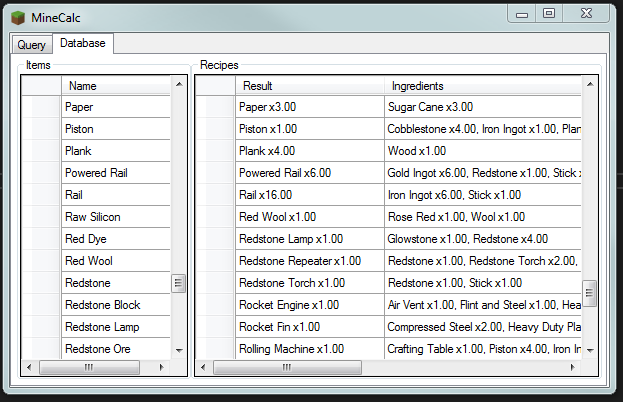 MineCalc
Query Database
Items
Name
Paper
Piston
Plank
Powered Rail
Rail
Raw Silicon
Red Dye
Red Wool
Redstone
Redstone Block
Redstone Lamp
Redstone Ore
Recipes
Result Ingredients
Paper x3.00 Sugar Cane x3.00
Piston x1.00 Cobblestone x4.00, Iron Ingot x1.00, Plan
Plank x4.00 Wood x1.00
Powered Rail x6.00 Gold Ingot x6.00, Redstone x1.00, Stick x
Rail x16.00 Iron Ingot x6.00, Stick x1.00
Red Wool x1.00 Rose Red x1.00, Wool x1.00
Redstone Lamp x1.00 Glowstone x1.00, Redstone x4.00
Redstone Repeater x1.00 Redstone x1.00, Redstone Torch x2.00,
Redstone Torch x1.00 Redstone x1.00, Stick x1.00
Rocket Engine x1.00 Air Vent x1.00, Flint and Steel x1.00, Hea
Rocket Fin x1.00 Compressed Steel x2.00, Heavy Duty Pla
Rolling Machine x1.00 Crafting Table x1.00, Piston x4.00, Iron In